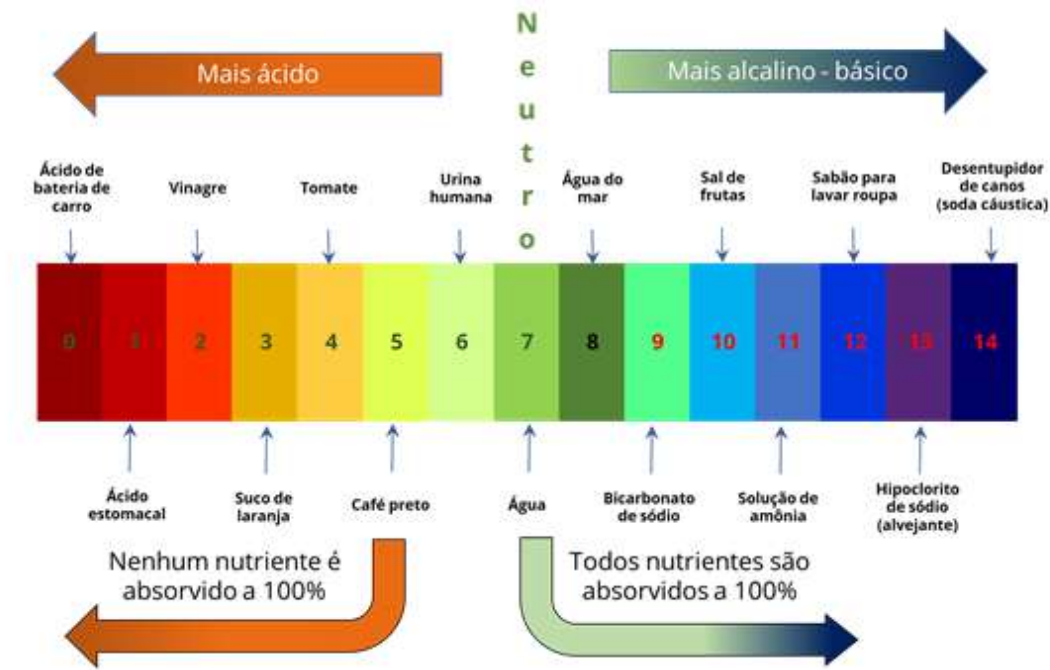 Neutro
Mais ácido
Mais alcalino - básico
Ácido de
bateria de
carro
Vinagre
Tomate
Urina
humana
Água do
mar
Sal de
frutas
Sabão para
lavar roupa
Desentupidor
de canos
(soda cáustica)
0 1 2 3 4 5 6 7 8 9 10 11 12 13 14
Ácido
estomacal
Suco de
laranja
Café preto
Água
Bicarbonato
de sódio
Solução de
amônia
Hipoclorito
de sódio
(alvejante)
Nenhum nutriente é
absorvido a 100%
Todos nutrientes são
absorvidos a 100%